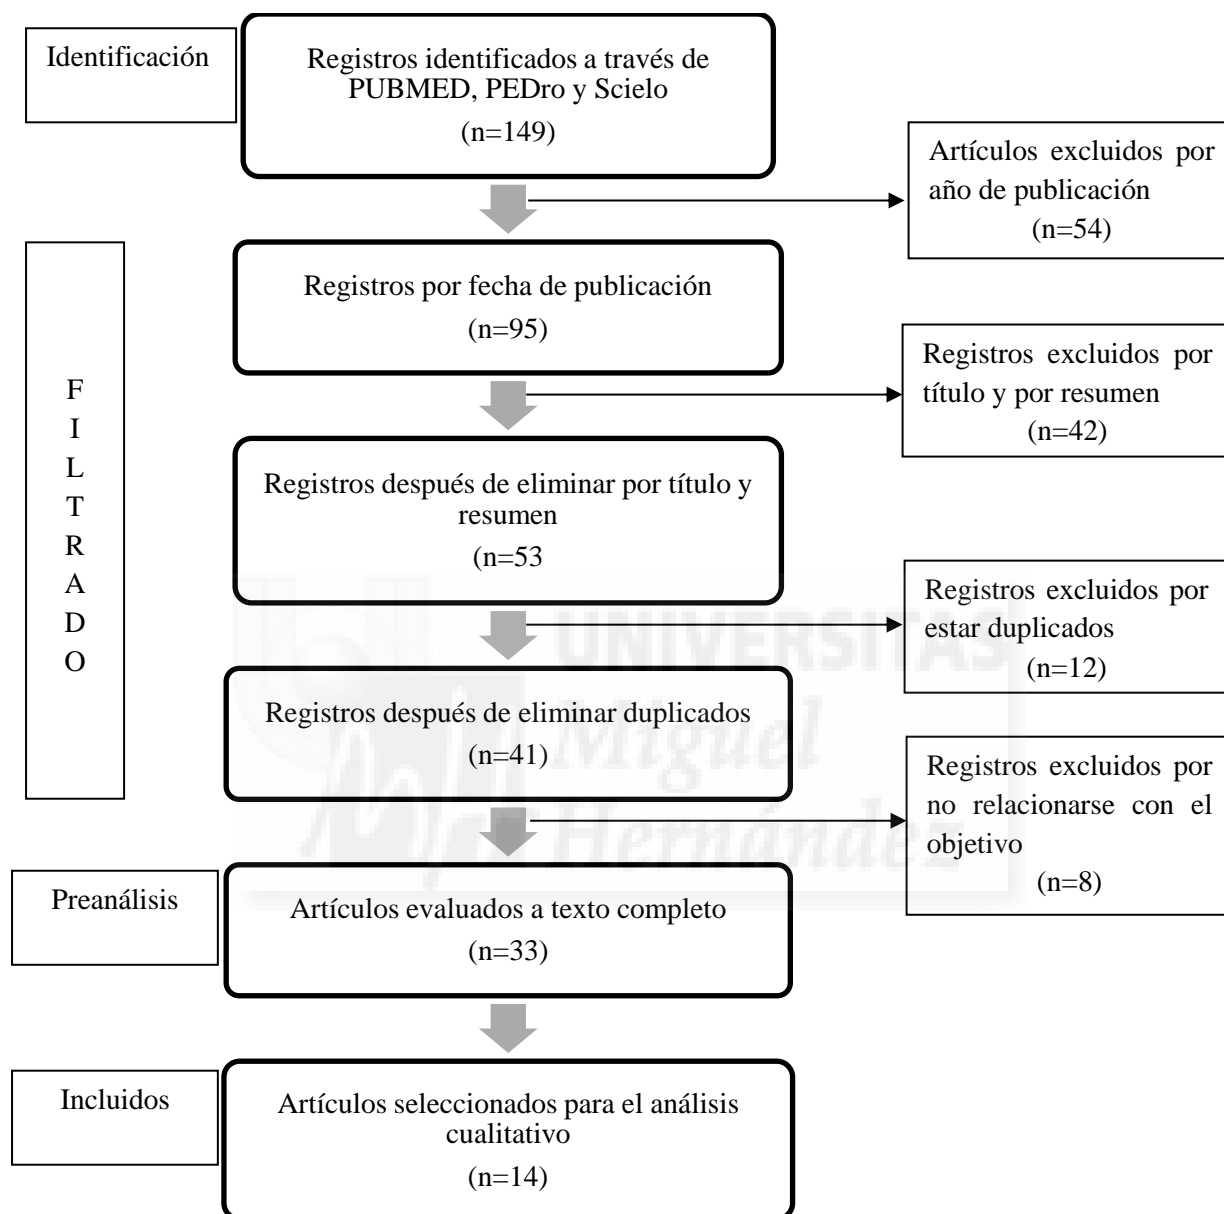 Identificación
Registros identificados a través de
PUBMED, PEDro y Scielo
(n=149)
Artículos excluidos por
año de publicación
(n=54)
F
I
L
T
R
A
D
O
Registros por fecha de publicación
(n=95)
Registros excluidos por
título y por resumen
(n=42)
Registros después de eliminar por título y
resumen
(n=53
Registros excluidos por
estar duplicados
(n=12)
Registros después de eliminar duplicados
(n=41)
Registros excluidos por
no relacionarse con el
objetivo
(n=8)
Preanálisis
Artículos evaluados a texto completo
(n=33)
Incluidos
Artículos seleccionados para el análisis
cualitativo
(n=14)
UNIVERSITAS
Miguel
Hernández